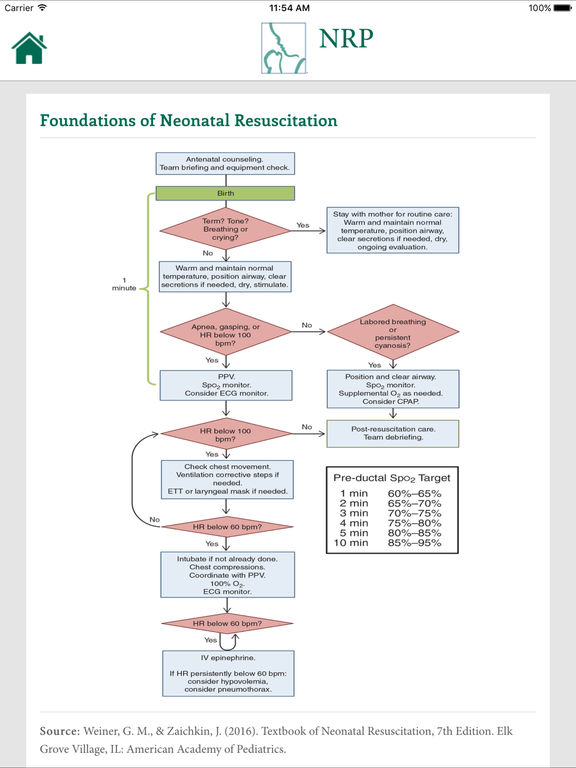 Carrier
11:54 AM
100%
NRP
Foundations of Neonatal Resuscitation
Antenatal counseling.
Team briefing and equipment check.
Birth
Term? Tone?
Breathing or
crying?
Yes
Stay with mother for routine care:
Warm and maintain normal
temperature, position airway,
clear secretions if needed, dry,
ongoing evaluation.
No
1
minute
Warm and maintain normal
temperature, position airway, clear
secretions if needed, dry, stimulate.
Apnea, gasping, or
HR below 100
bpm?
No
Labored breathing
or
persistent
cyanosis?
Yes
Yes
PPV.
Spo2 monitor.
Consider ECG monitor.
Position and clear airway.
Spo2 monitor.
Supplemental O2 as needed.
Consider CPAP.
HR below 100
bpm?
No
Post-resuscitation care.
Team debriefing.
Yes
Check chest movement.
Ventilation corrective steps if
needed.
ETT or laryngeal mask if needed.
No
HR below 60 bpm?
Yes
Intubate if not already done.
Chest compressions.
Coordinate with PPV.
100% O2.
ECG monitor.
HR below 60 bpm?
Yes
IV epinephrine.
If HR persistently below 60 bpm:
consider hypovolemia,
consider pneumothorax.
Pre-ductal Spo2 Target
1 min 60%–65%
2 min 65%–70%
3 min 70%–75%
4 min 75%–80%
5 min 80%–85%
10 min 85%–95%
Source: Weiner, G. M., & Zaichkin, J. (2016). Textbook of Neonatal Resuscitation, 7th Edition. Elk
Grove Village, IL: American Academy of Pediatrics.